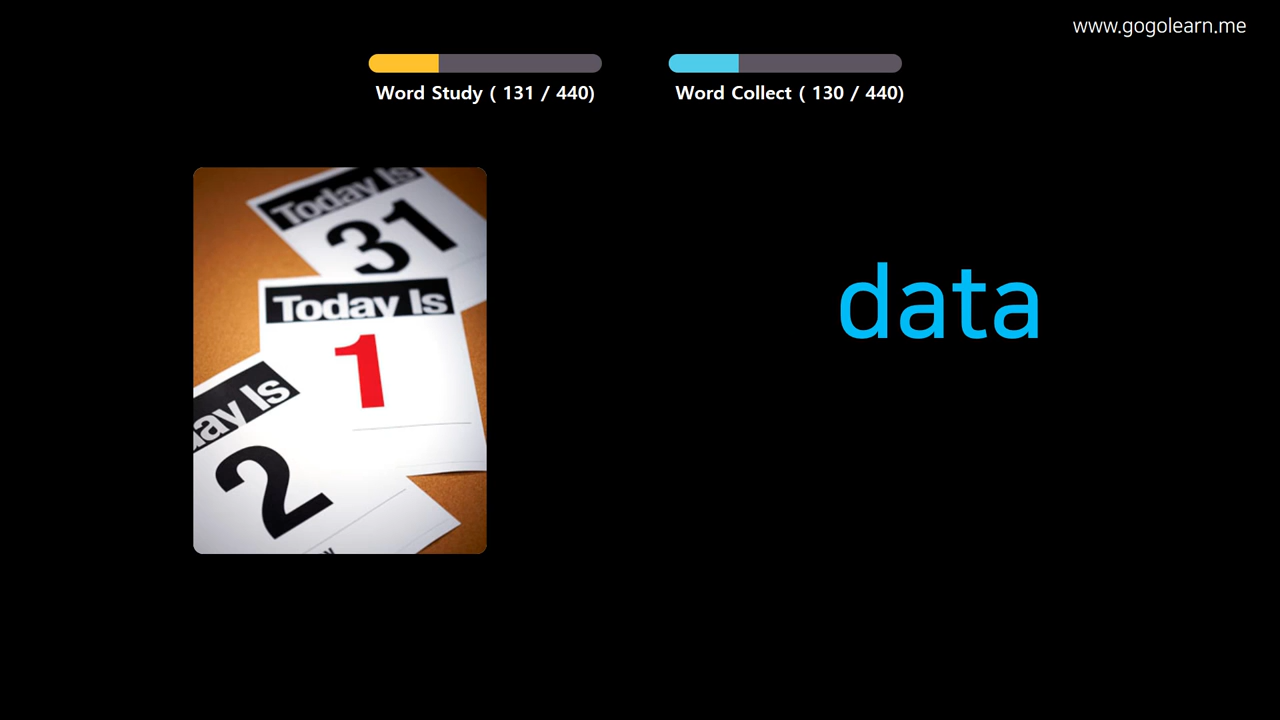 www.gogolearn.me
Word Study ( 131 / 440)
Word Collect ( 130 / 440)
Today Is
31
Today Is
1
day Is
2
data